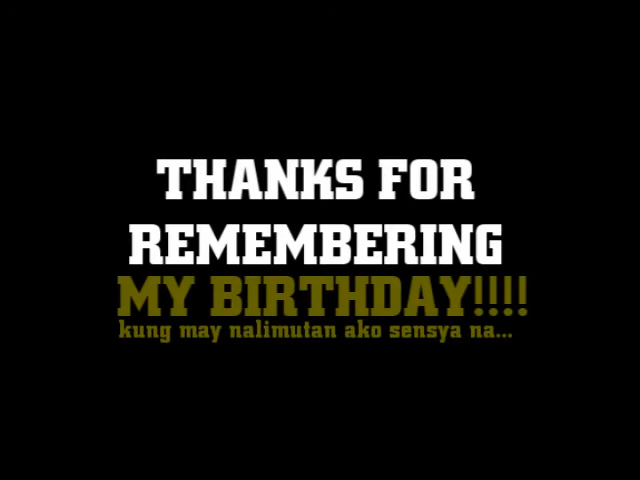 THANKS FOR
REMEMBERING
MY BIRTHDAY!!!!
kung may nalimutan ako sensya na...